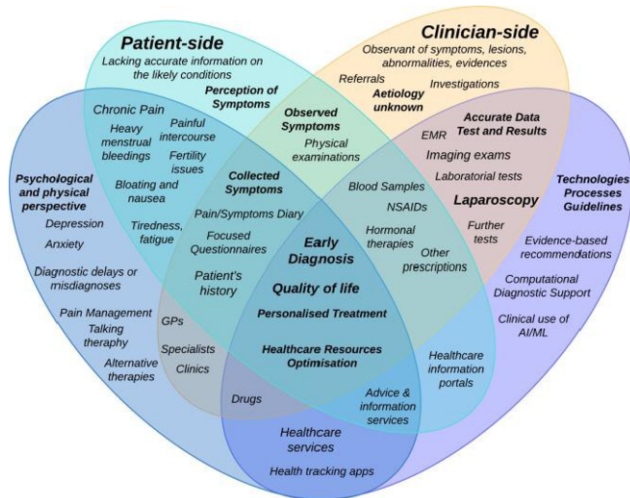 Patient-side
Lacking accurate information on
the likely conditions
Perception of
Symptoms
Clinician-side
Observant of symptoms, lesions,
abnormalities, evidences
Referrals
Investigations
Aetiology
unknown
Chronic Pain
Heavy
menstrual
bleedings
Painful
intercourse
Fertility
issues
Bloating and
nausea
Tiredness,
fatigue
Observed
Symptoms
Physical
examinations
Accurate Data
Test and Results
EMR
Imaging exams
Laboratorial tests
Laparoscopy
Further
tests
Psychological
and physical
perspective
Depression
Anxiety
Diagnostic delays or
misdiagnoses
Pain Management
Talking
theraphy
Alternative
therapies
Collected
Symptoms
Pain/Symptoms Diary
Focused
Questionnaires
Patient's
history
Blood Samples
NSAIDs
Hormonal
therapies
Other
prescriptions
Technologies
Processes
Guidelines
Evidence-based
recommendations
Computational
Diagnostic Support
Clinical use of
AI/ML
Early
Diagnosis
Quality of life
Personalised Treatment
Healthcare Resources
Optimisation
GPs
Specialists
Clinics
Drugs
Healthcare
information
portals
Advice &
information
services
Healthcare
services
Health tracking apps